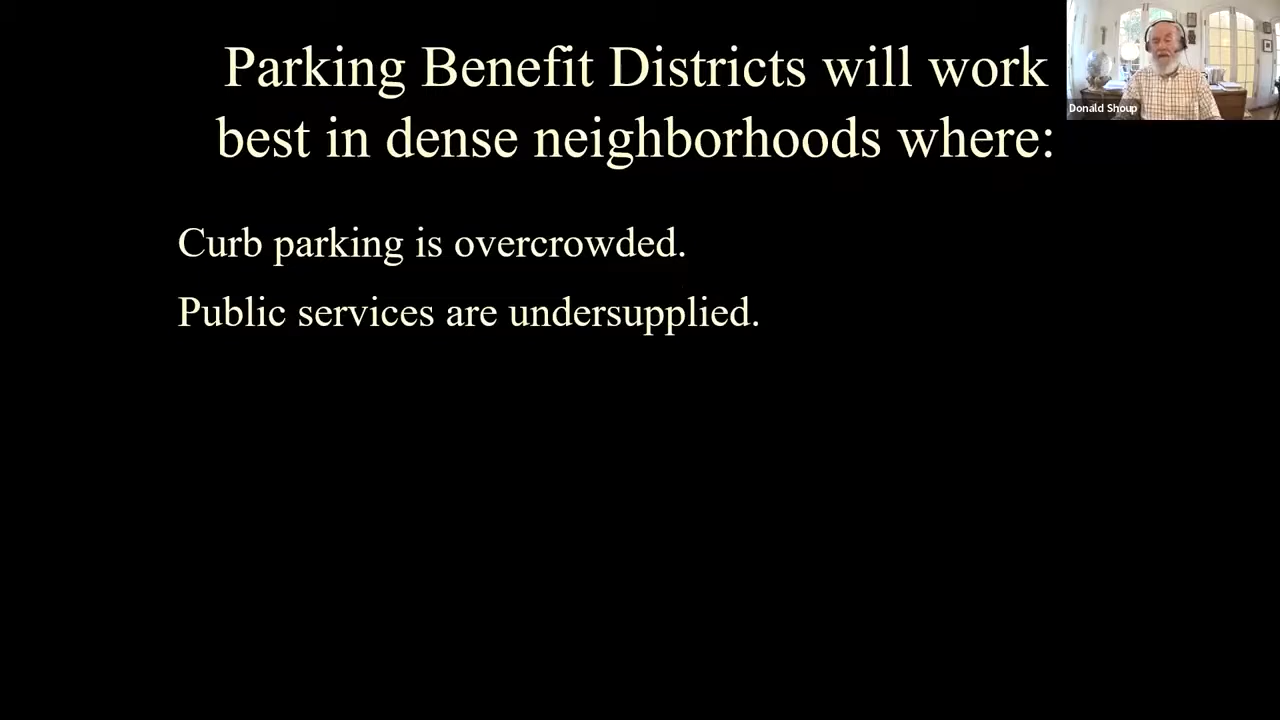 Parking Benefit Districts will work
best in dense neighborhoods where:
Curb parking is overcrowded.
Public services are undersupplied.
Donald Shoup